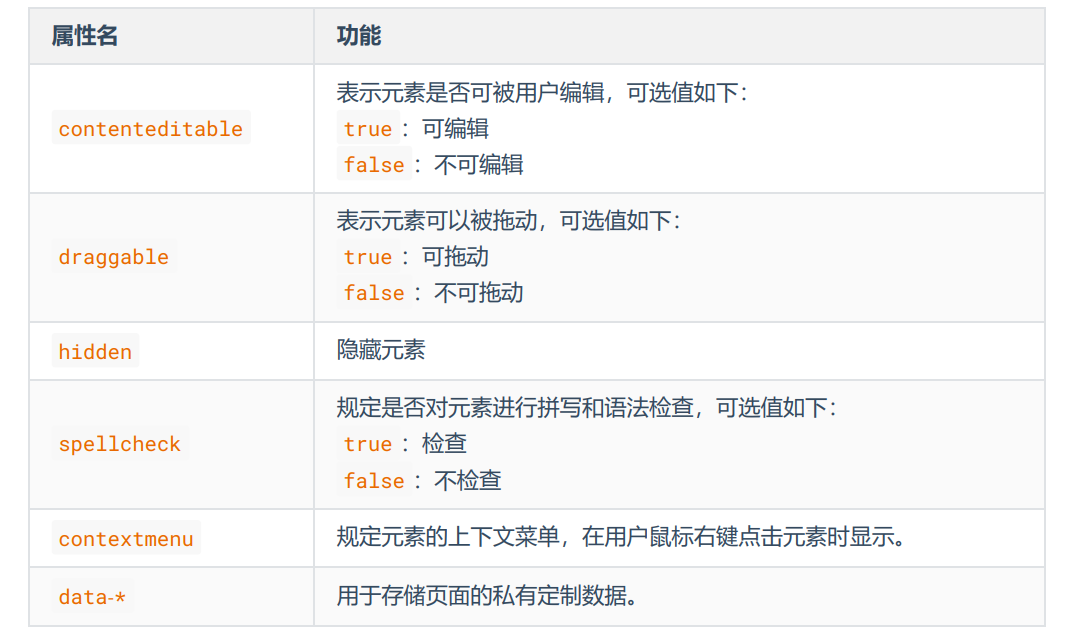 属性名 功能
contenteditable
表示元素是否可被用户编辑，可选值如下：
true ：可编辑
false ：不可编辑
draggable
表示元素可以被拖动，可选值如下：
true ：可拖动
false ：不可拖动
hidden 隐藏元素
spellcheck
规定是否对元素进行拼写和语法检查，可选值如下：
true ：检查
false ：不检查
contextmenu 规定元素的上下文菜单，在用户鼠标右键点击元素时显示。
data-* 用于存储页面的私有定制数据。